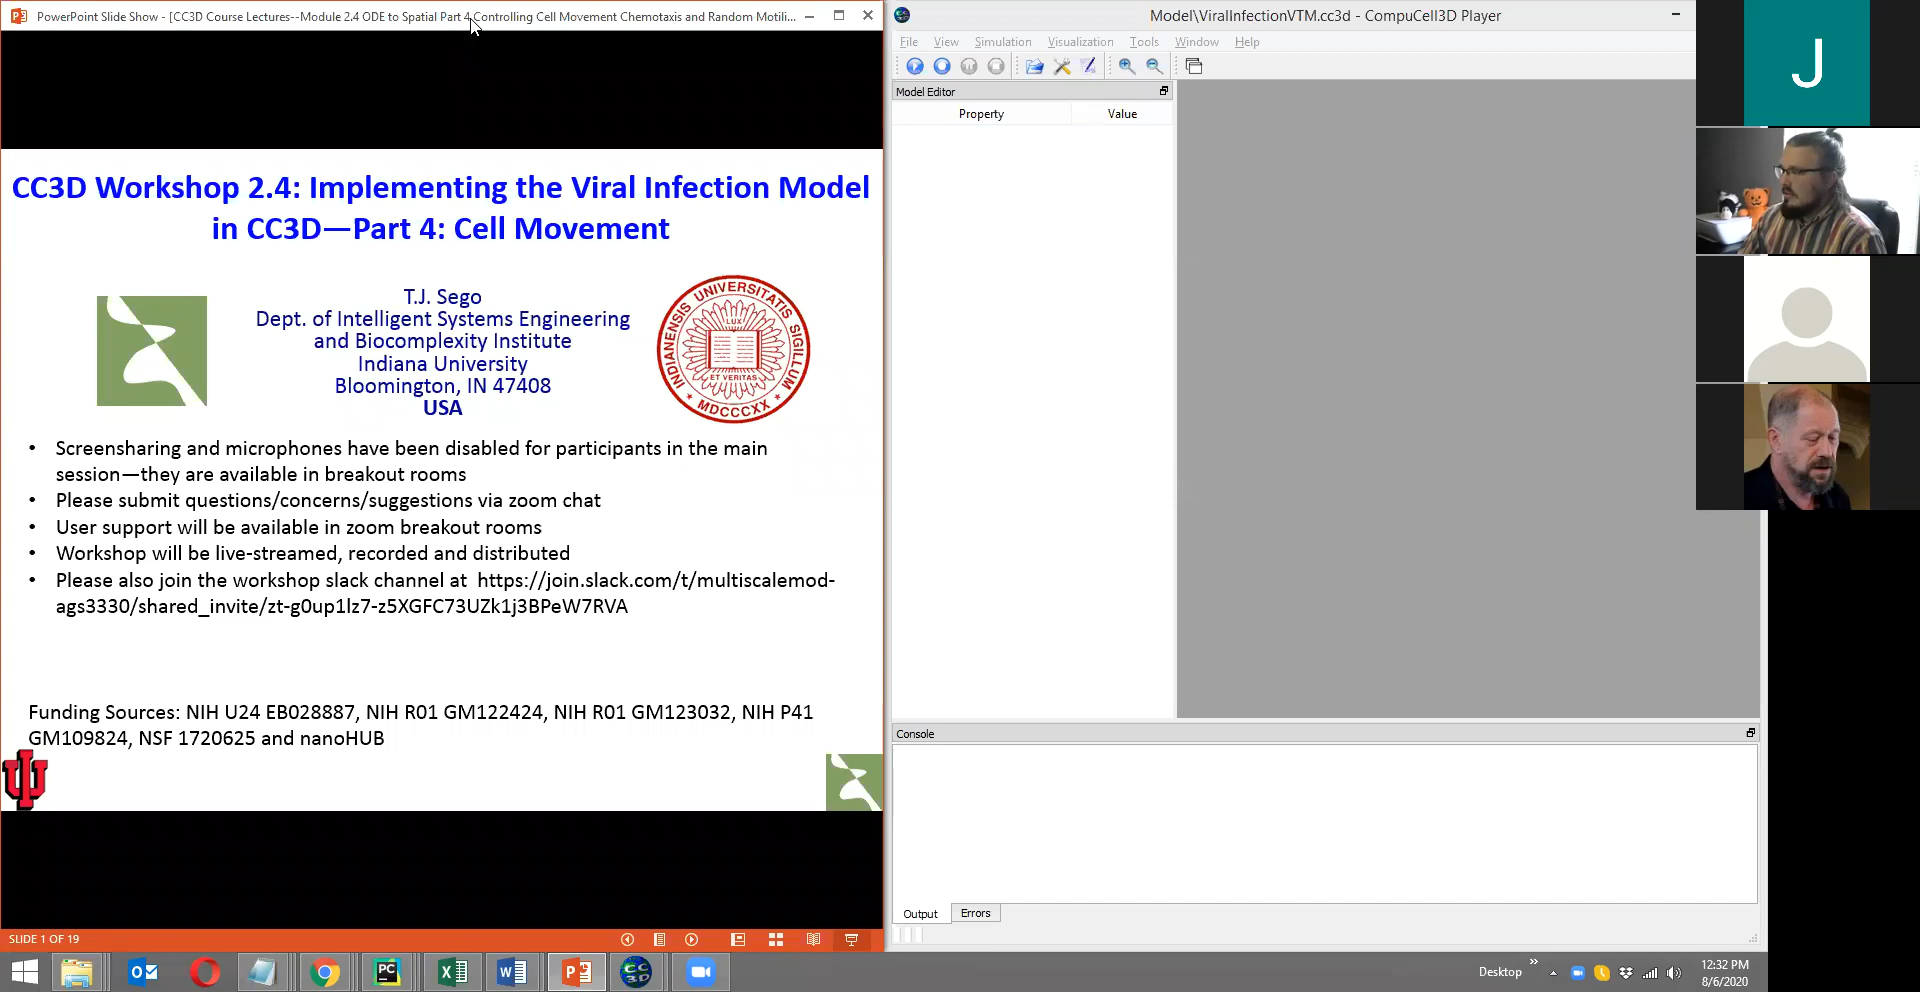 PowerPoint Slide Show - [CC3D Course Lectures--Module 2.4 ODE to Spatial Part 4 Controlling Cell Movement Chemotaxis and Random Motili...
Model\ViralInfectionVTM.cc3d - CompuCell3D Player
File View Simulation Visualization Tools Window Help
Model Editor
Property Value
J
CC3D Workshop 2.4: Implementing the Viral Infection Model
in CC3D—Part 4: Cell Movement
T.J. Sego
Dept. of Intelligent Systems Engineering
and Biocomplexity Institute
Indiana University
Bloomington, IN 47408
USA
INDIANENSIS UNIVERSITATIS SIGILLUM
LUX
ET VERITAS
MDCCCXX
• Screensharing and microphones have been disabled for participants in the main
session—they are available in breakout rooms
• Please submit questions/concerns/suggestions via zoom chat
• User support will be available in zoom breakout rooms
• Workshop will be live-streamed, recorded and distributed
• Please also join the workshop slack channel at https://join.slack.com/t/multiscalemod-
ags3330/shared_invite/zt-g0up1lz7-z5XGFC73UZk1j3BPeW7RVA
Funding Sources: NIH U24 EB028887, NIH R01 GM122424, NIH R01 GM123032, NIH P41
GM109824, NSF 1720625 and nanoHUB
Console
Output Errors
SLIDE 1 OF 19
Desktop
12:32 PM
8/6/2020